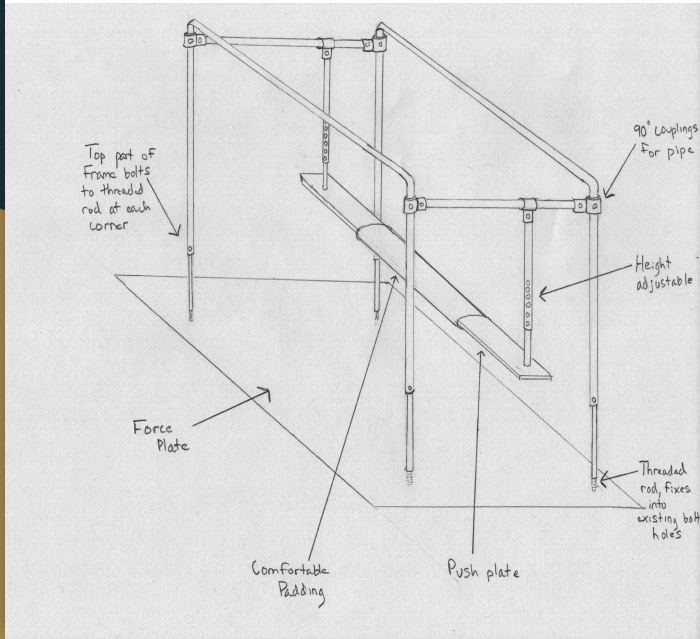 Top part of
Frame bolts
to threaded
rod at each
corner
90° couplings
for pipe
Height
adjustable
Force
Plate
Threaded
rod, fixes
into
existing bolt
holes
Comfortable
Padding
Push plate